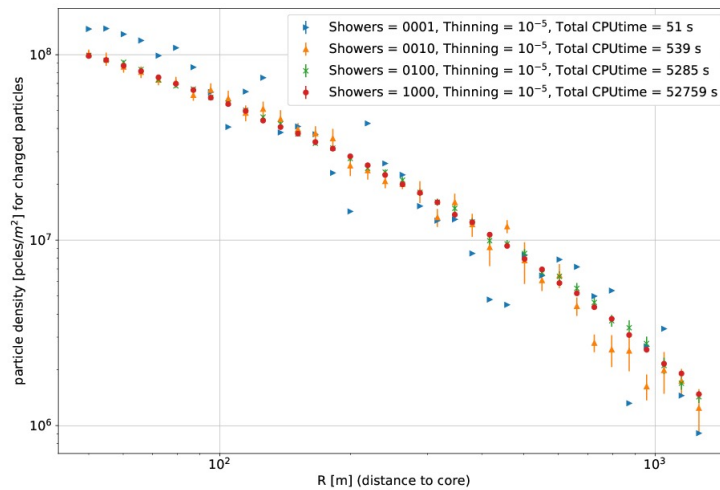 Showers = 0001, Thinning = 10⁻⁵, Total CPUtime = 51 s
Showers = 0010, Thinning = 10⁻⁵, Total CPUtime = 539 s
Showers = 0100, Thinning = 10⁻⁵, Total CPUtime = 5285 s
Showers = 1000, Thinning = 10⁻⁵, Total CPUtime = 52759 s
particle density [pcles/m²] for charged particles
10⁸
10⁷
10⁶
10²
10³
R [m] (distance to core)